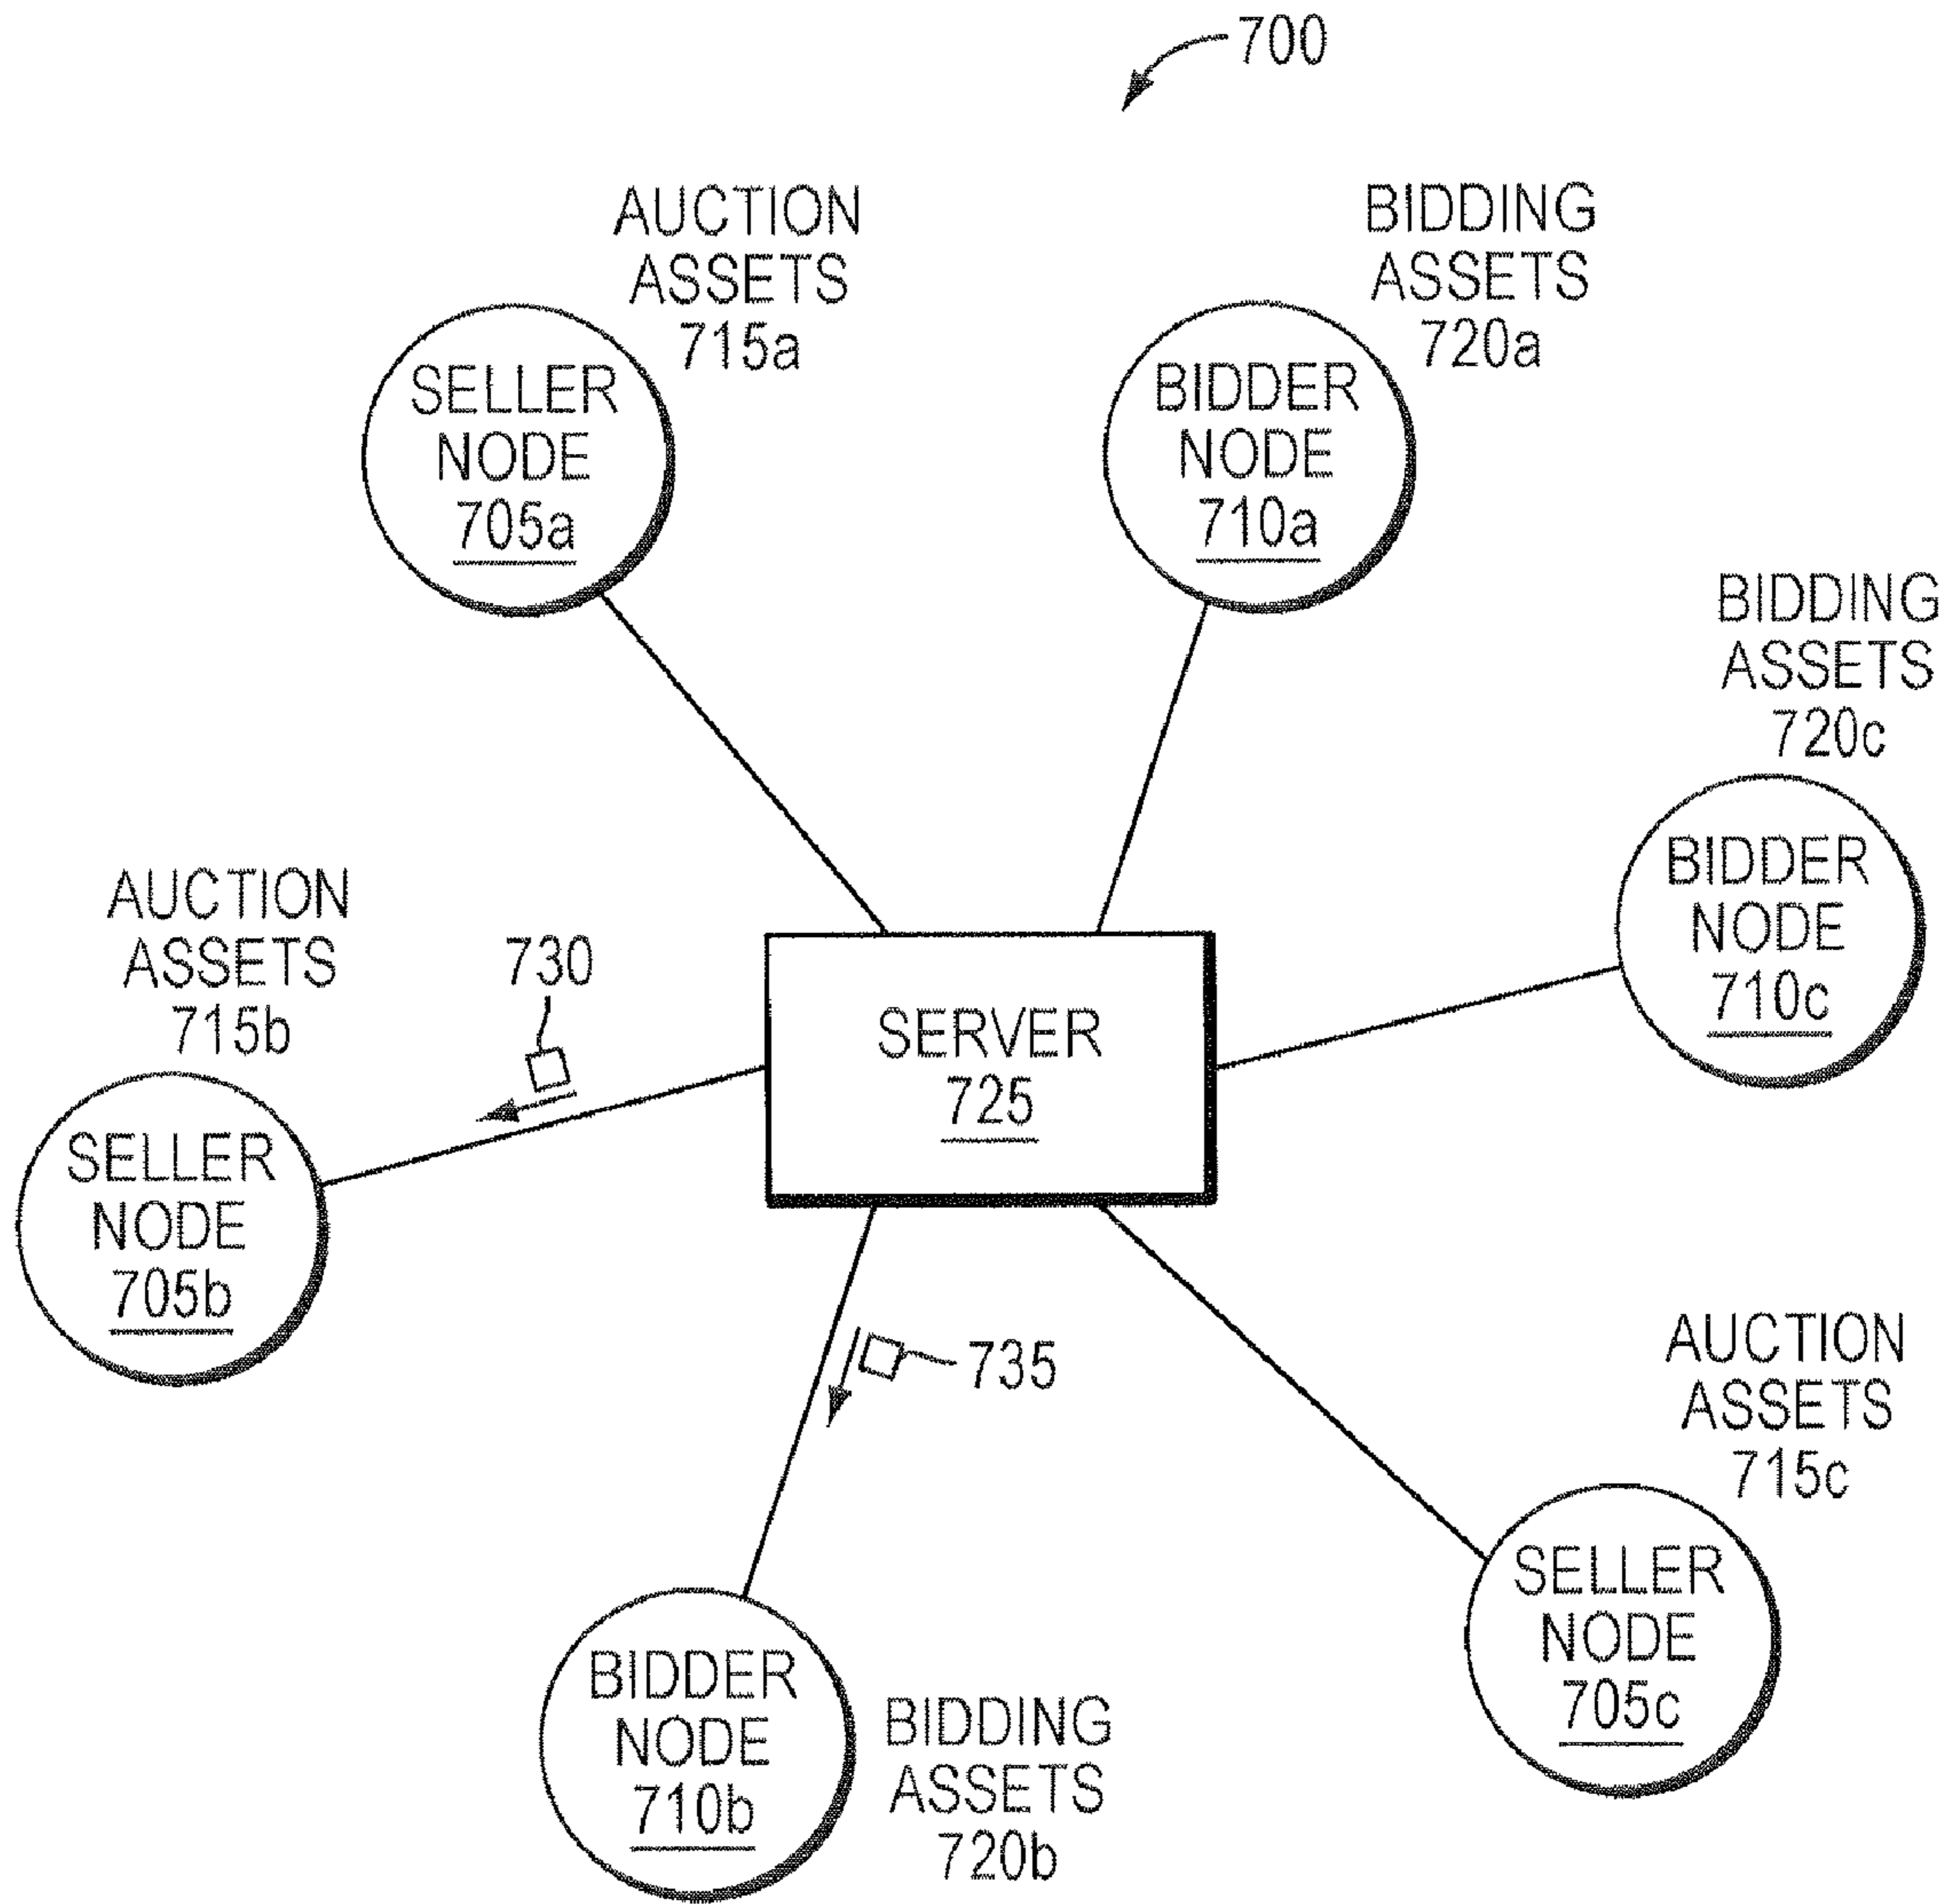 700
AUCTION
ASSETS
715a
BIDDING
ASSETS
720a
SELLER
NODE
705a
BIDDER
NODE
710a
BIDDING
ASSETS
720c
BIDDER
NODE
710c
AUCTION
ASSETS
715b
730
SERVER
725
SELLER
NODE
705b
735
AUCTION
ASSETS
715c
SELLER
NODE
705c
BIDDER
NODE
710b
BIDDING
ASSETS
720b